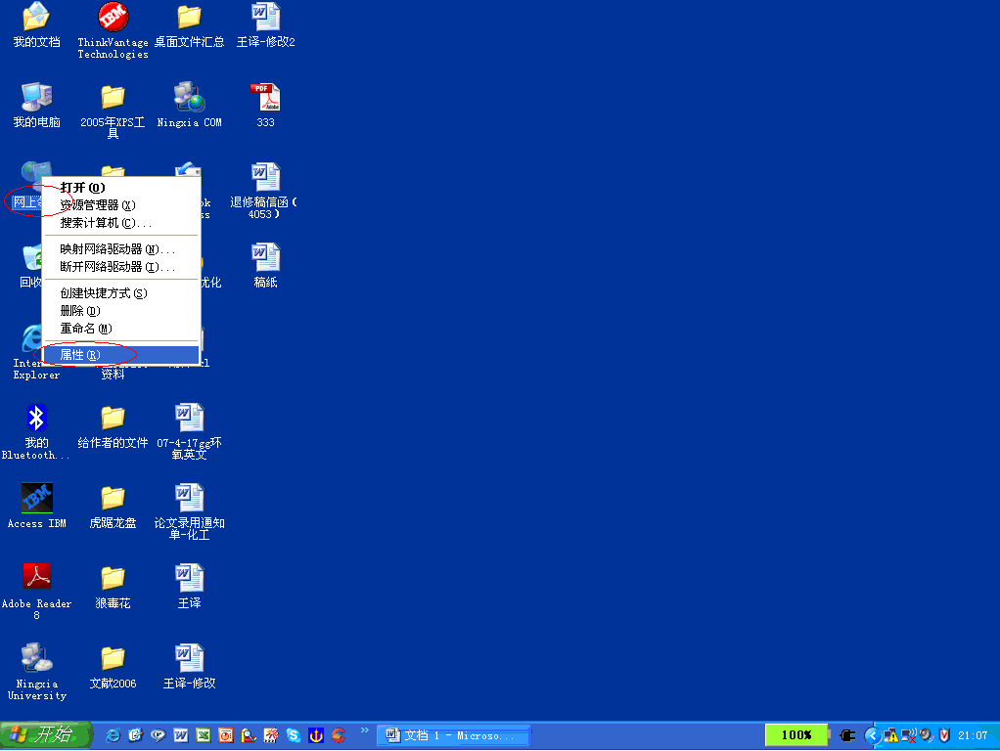 我的文档
IBM
ThinkVantage
Technologies
桌面文件汇总
王译-修改2
我的电脑
2005年XPS工
具
Ningxia COM
PDF
Adobe
333
网上
打开(O)
资源管理器(X)
搜索计算机(C)...
映射网络驱动器(N)...
断开网络驱动器(I)...
创建快捷方式(S)
删除(D)
重命名(M)
属性(R)
退修稿信函(
4053)
回收
优化
稿纸
Inter
Explorer
资料
我的
Bluetooth...
给作者的文件
07-4-17gg环
氧英文
IBM
Access IBM
虎踞龙盘
论文录用通知
单-化工
Adobe Reader
8
狼毒花
王译
Ningxia
University
文献2006
王译-修改
开始
文档 1 - Microso...
100%
21:07